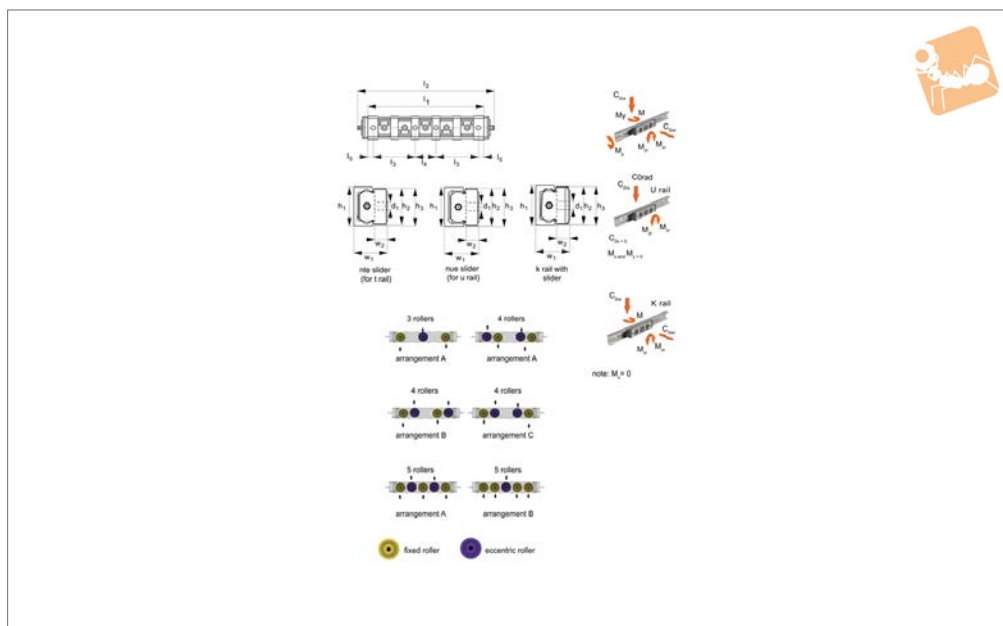 l₂
l₁
l₅ l₃ l₄ l₃ l₅
h₁ d₁ h₂ h₃
w₂
w₁
nte slider
(for t rail)
h₁ d₁ h₂ h₃
w₂
w₁
nue slider
(for u rail)
h₁ d₁ h₂ h₃
w₂
w₁
k rail with
slider
My M
C0rad
U rail
K rail
M
note: Mₓ= 0
3 rollers
arrangement A
4 rollers
arrangement A
4 rollers
arrangement B
4 rollers
arrangement C
5 rollers
arrangement A
5 rollers
arrangement B
fixed roller
eccentric roller